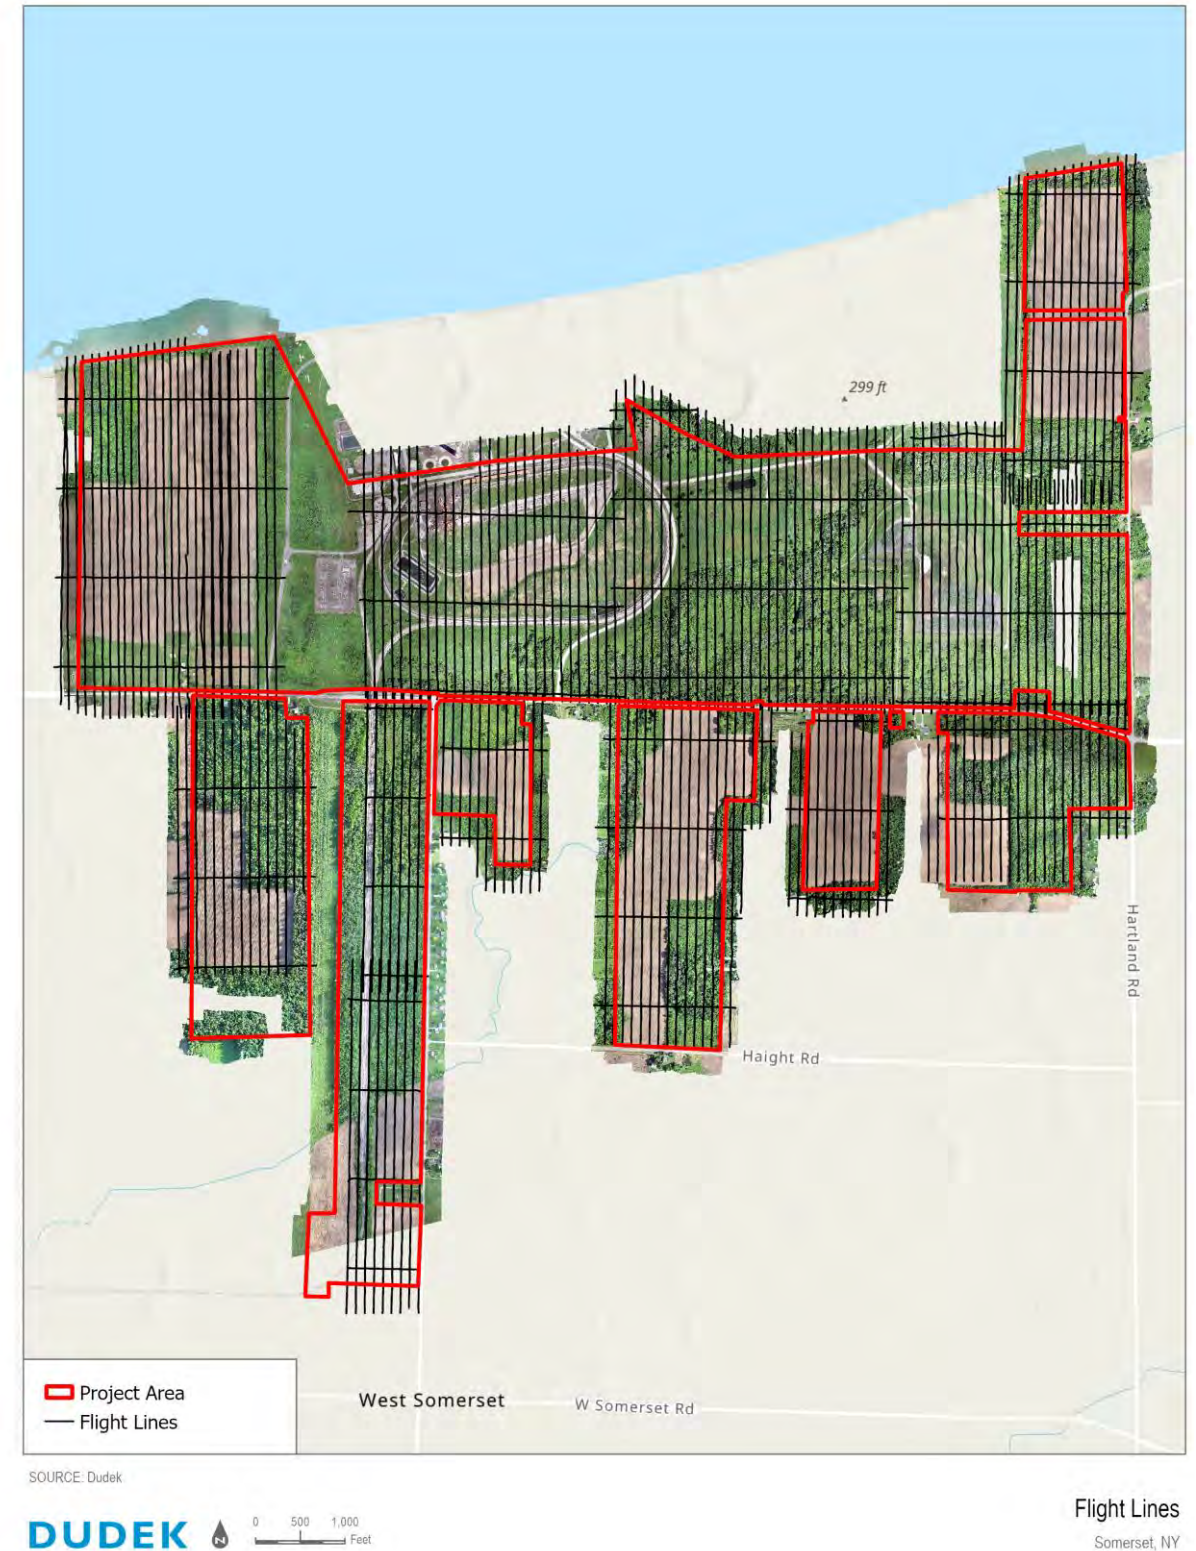 299 ft
Hartland Rd
Haight Rd
Project Area
Flight Lines
West Somerset
W Somerset Rd
SOURCE: Dudek
DUDEK
N
0 500 1,000
Feet
Flight Lines
Somerset, NY